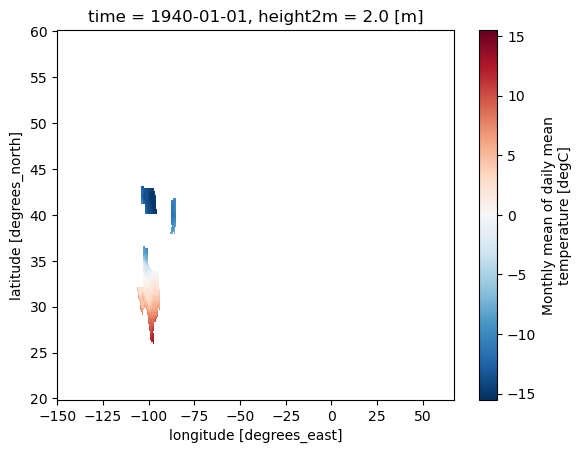 time = 1940-01-01, height2m = 2.0 [m]
60
55
50
45
40
35
30
25
20
latitude [degrees_north]
−150 −125 −100 −75 −50 −25 0 25 50
longitude [degrees_east]
15
10
5
0
−5
−10
−15
Monthly mean of daily mean
temperature [degC]